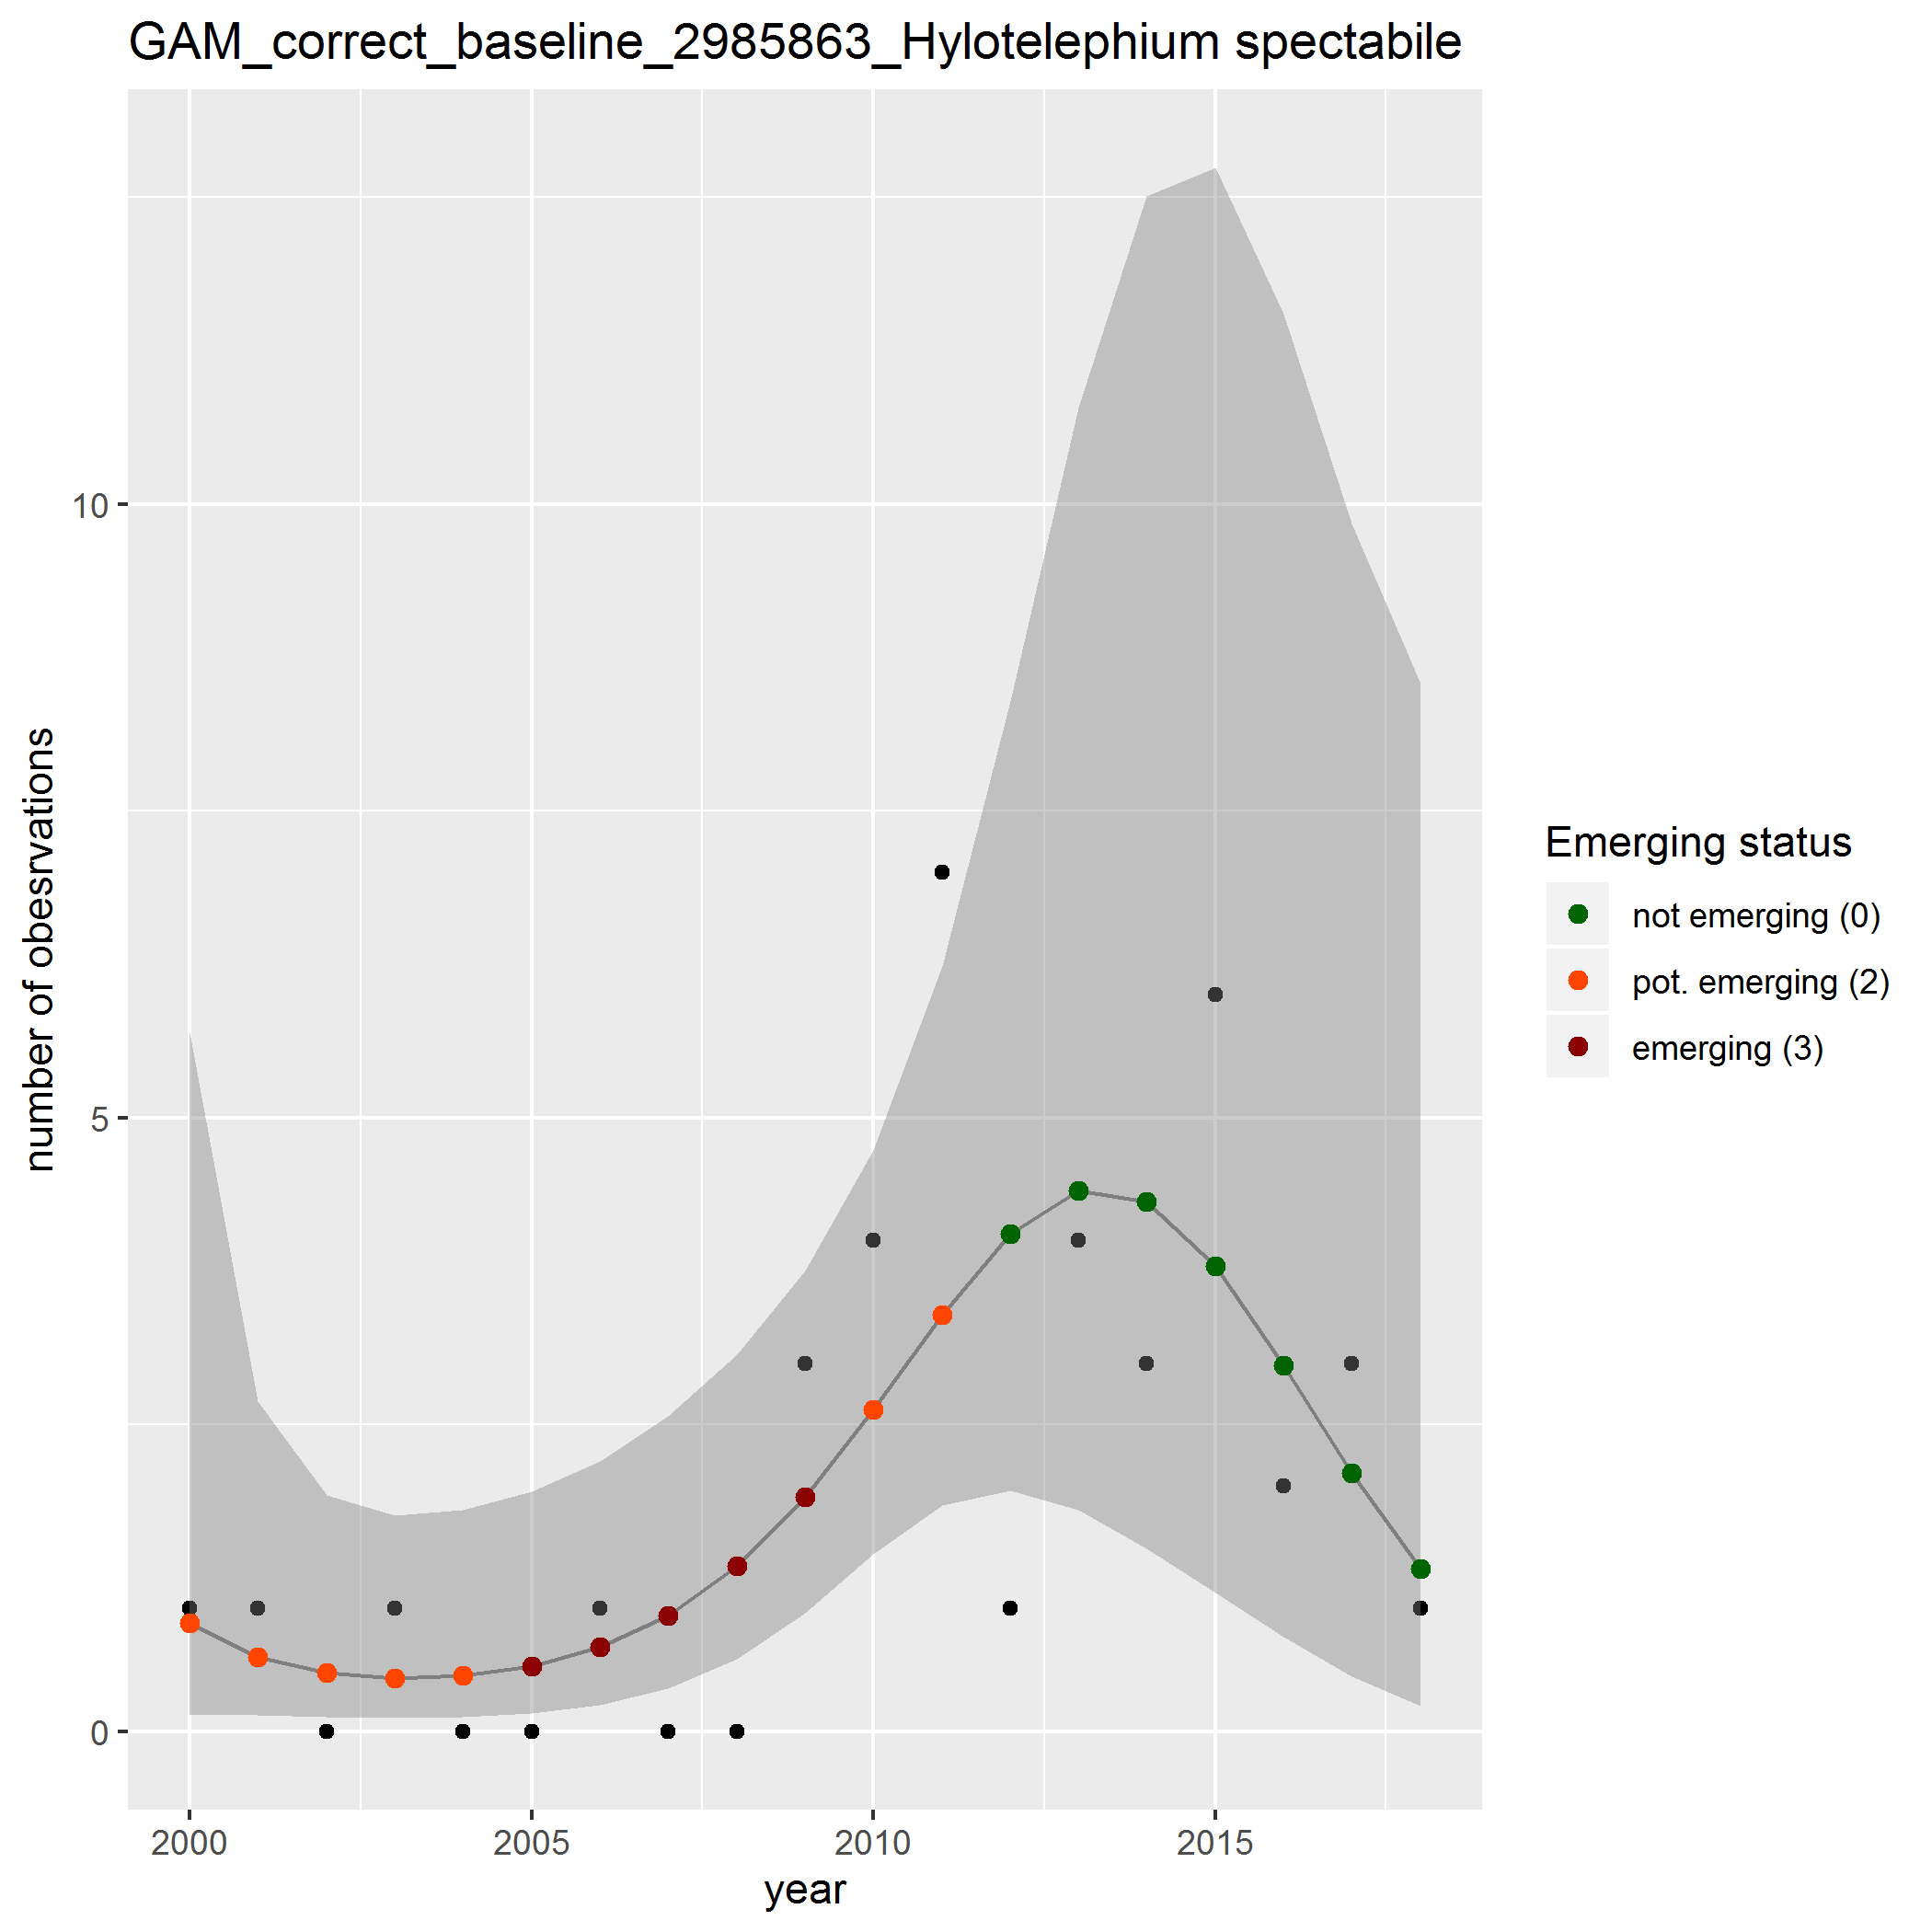 GAM_correct_baseline_2985863_Hylotelephium spectabile
10
5
0
number of obesrvations
2000
2005
2010
2015
year
Emerging status
not emerging (0)
pot. emerging (2)
emerging (3)